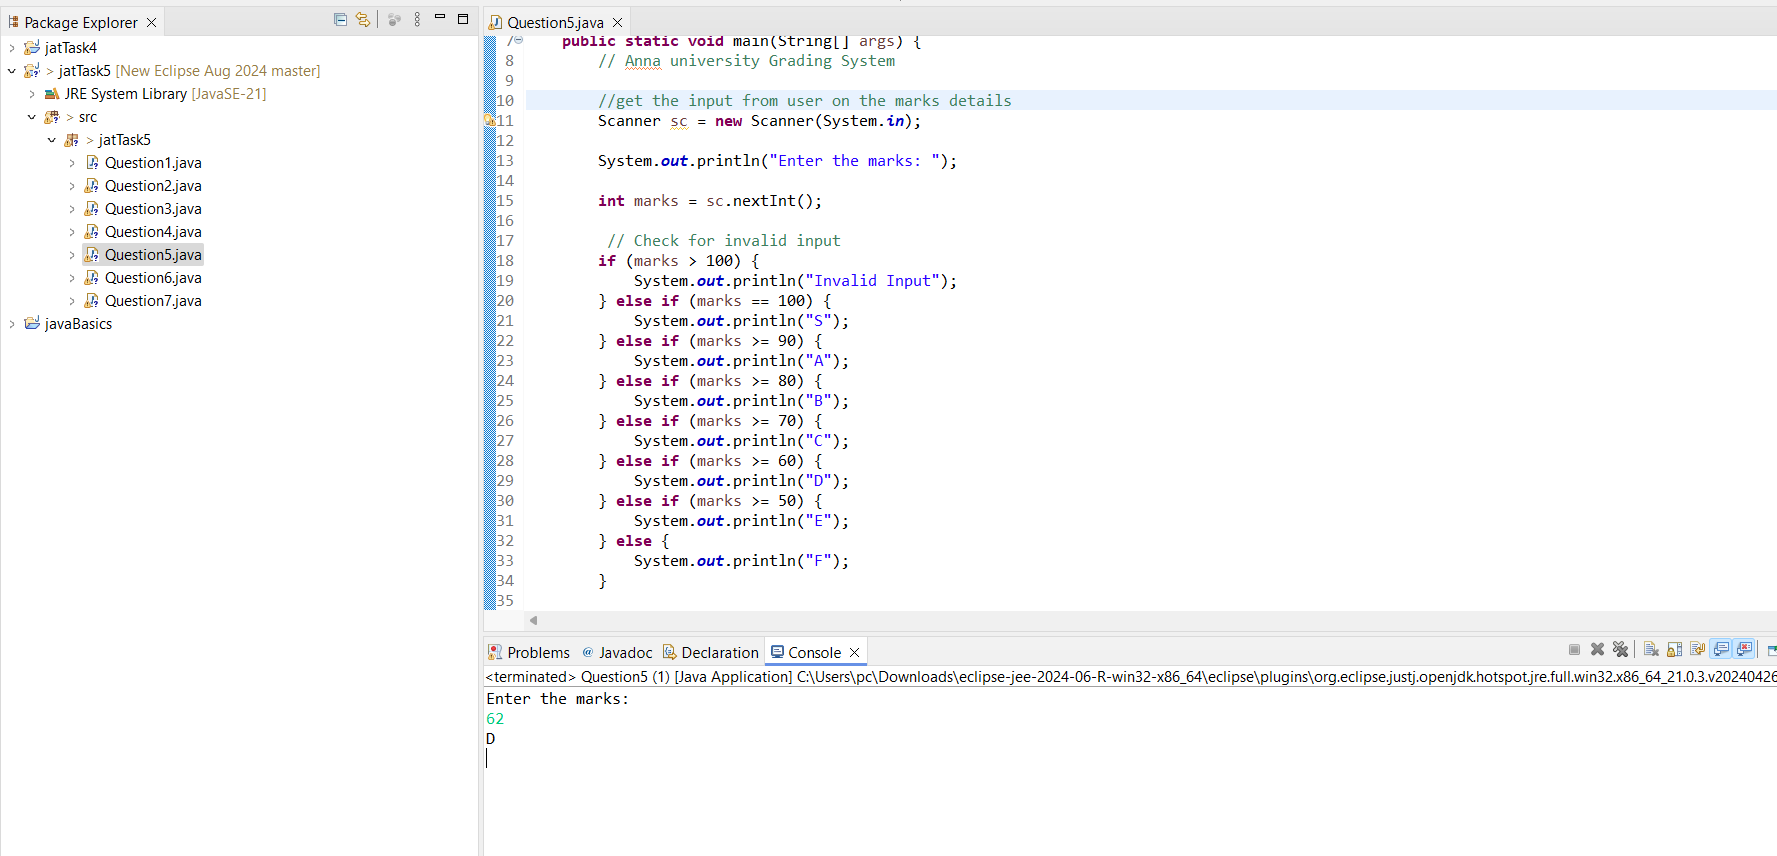 Package Explorer
jatTask4
> jatTask5 [New Eclipse Aug 2024 master]
JRE System Library [JavaSE-21]
> src
> jatTask5
Question1.java
Question2.java
Question3.java
Question4.java
Question5.java
Question6.java
Question7.java
javaBasics
Question5.java
7 public static void main(String[] args) {
8 // Anna university Grading System
9
10 //get the input from user on the marks details
11 Scanner sc = new Scanner(System.in);
12
13 System.out.println("Enter the marks: ");
14
15 int marks = sc.nextInt();
16
17 // Check for invalid input
18 if (marks > 100) {
19 System.out.println("Invalid Input");
20 } else if (marks == 100) {
21 System.out.println("S");
22 } else if (marks >= 90) {
23 System.out.println("A");
24 } else if (marks >= 80) {
25 System.out.println("B");
26 } else if (marks >= 70) {
27 System.out.println("C");
28 } else if (marks >= 60) {
29 System.out.println("D");
30 } else if (marks >= 50) {
31 System.out.println("E");
32 } else {
33 System.out.println("F");
34 }
35
Problems @ Javadoc Declaration Console
<terminated> Question5 (1) [Java Application] C:\Users\pc\Downloads\eclipse-jee-2024-06-R-win32-x86_64\eclipse\plugins\org.eclipse.justj.openjdk.hotspot.jre.full.win32.x86_64_21.0.3.v20240426
Enter the marks:
62
D